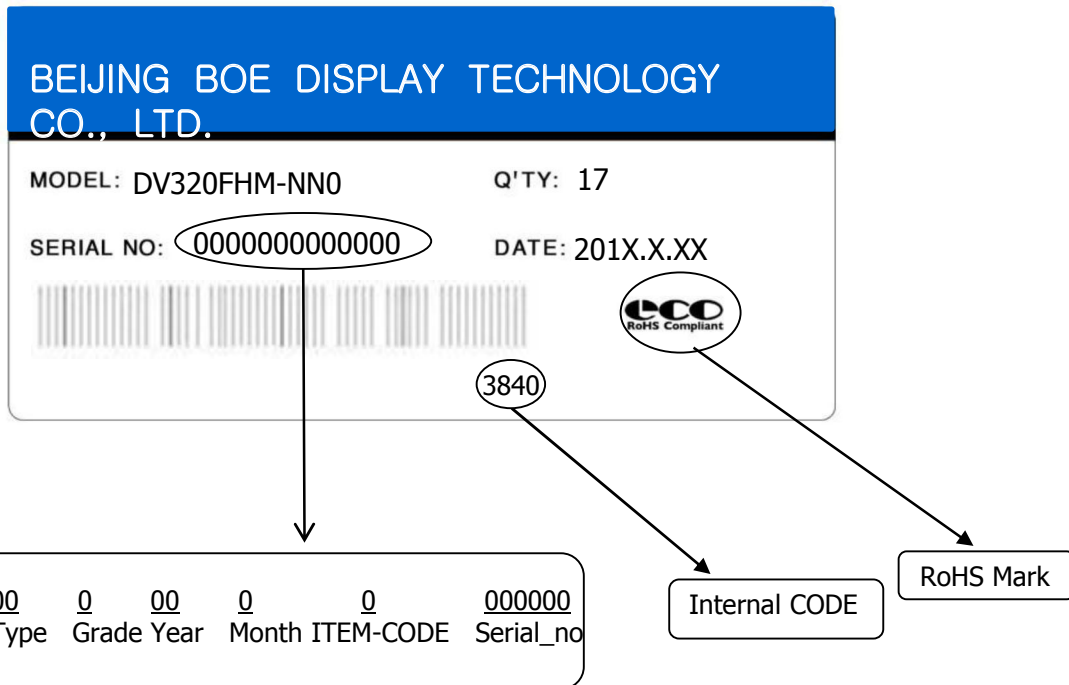 BEIJING BOE DISPLAY TECHNOLOGY
CO., LTD.
MODEL: DV320FHM-NN0 Q'TY: 17
SERIAL NO: 0000000000000 DATE: 201X.X.XX
eco
RoHS Compliant
3840
RoHS Mark
Internal CODE
00 0 00 0 0 000000
Type Grade Year Month ITEM-CODE Serial_no